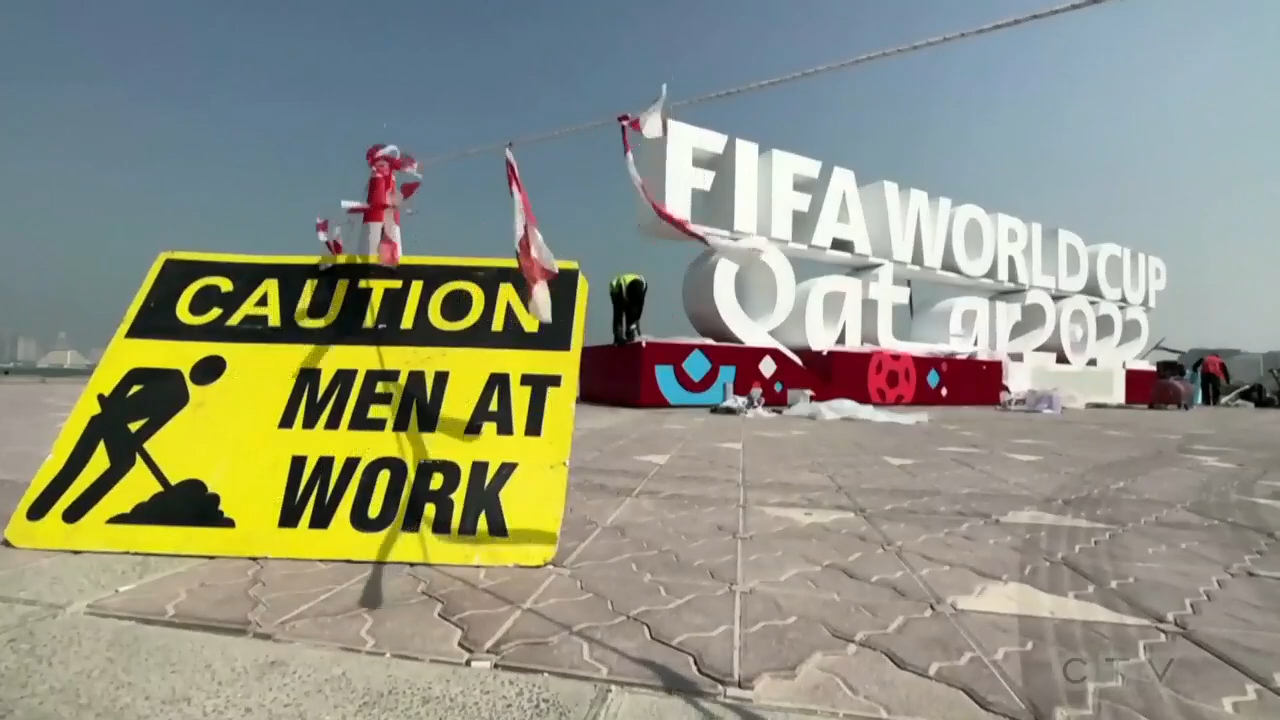 CAUTION
MEN AT
WORK
FIFA WORLD CUP
Qatar2022
CTV